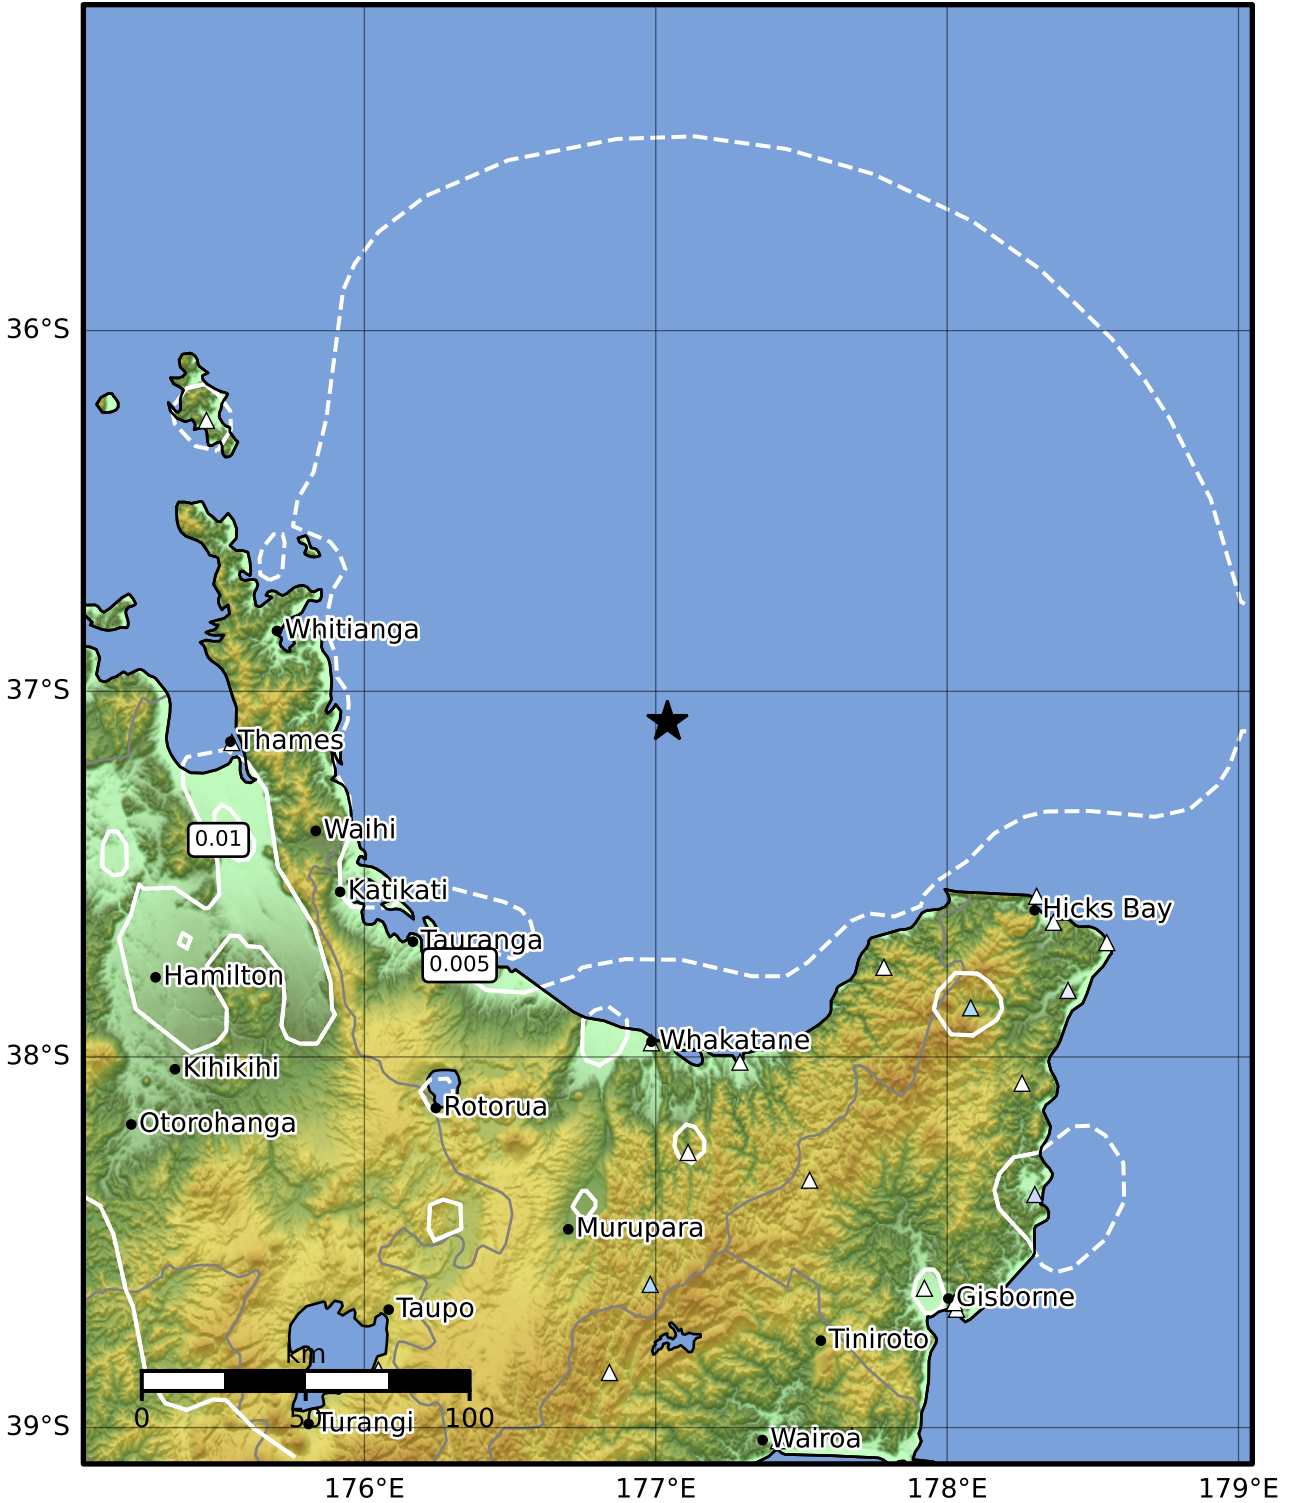 36°S
Whitianga
37°S
Thames
Waihi
0.01
Katikati
Hicks Bay
Tauranga
0.005
Hamilton
Whakatane
38°S
Kihikihi
Rotorua
Otorohanga
Murupara
Gisborne
Taupo
Tiniroto
km
0 50 100
Turangi
39°S
Wairoa
176°E 177°E 178°E 179°E